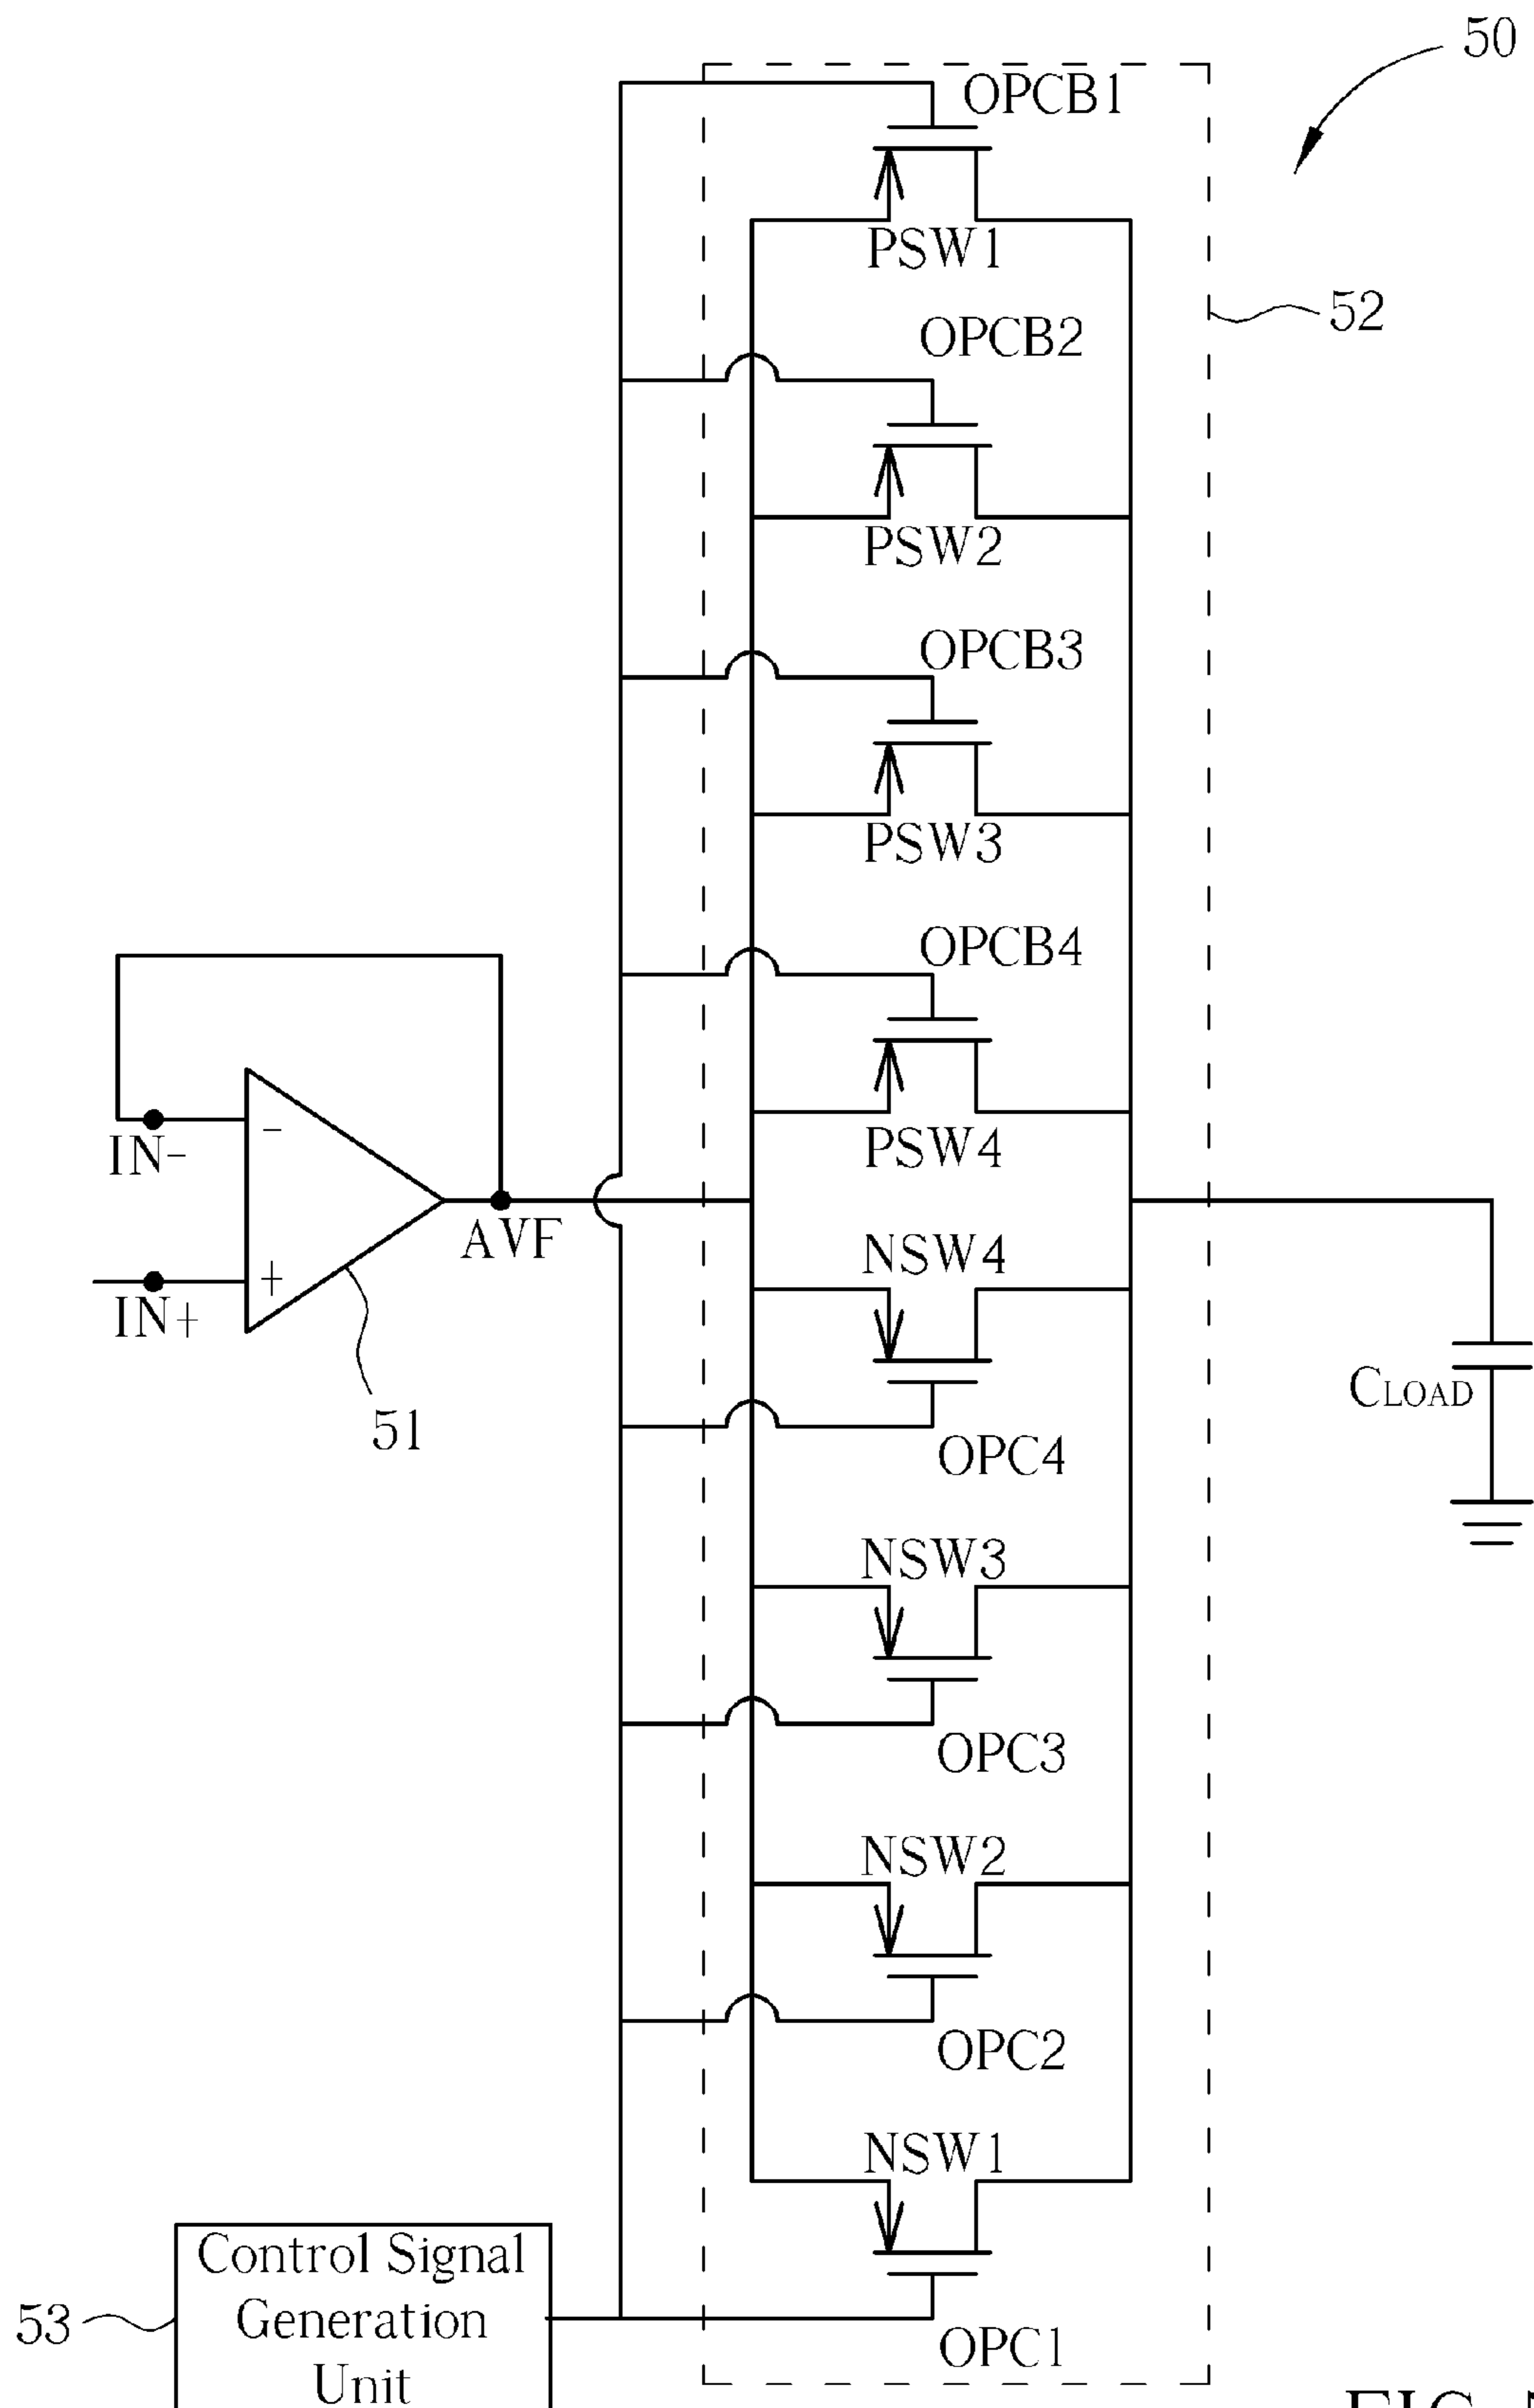 50
OPCB1
PSW1
52
OPCB2
PSW2
OPCB3
PSW3
OPCB4
IN-
-
PSW4
AVF
NSW4
+
IN+
CLOAD
51
OPC4
NSW3
OPC3
NSW2
OPC2
NSW1
Control Signal
Generation
Unit
53
OPC1